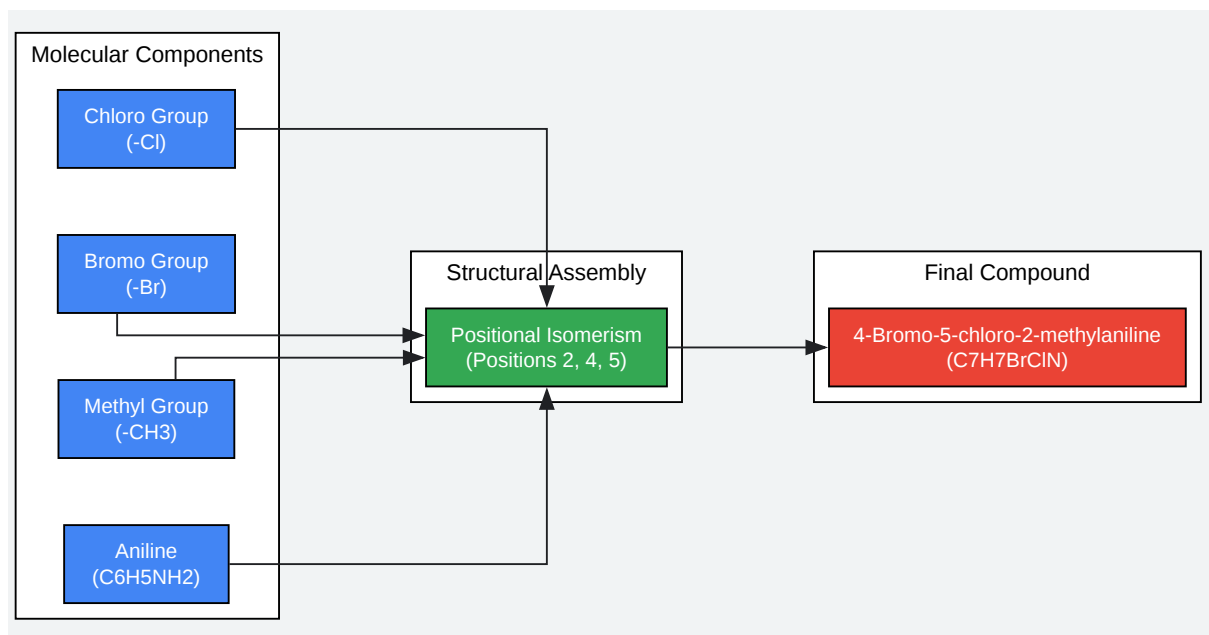 Molecular Components
Chloro Group
(-Cl)
Bromo Group
(-Br)
Methyl Group
(-CH3)
Aniline
(C6H5NH2)
Structural Assembly
Positional Isomerism
(Positions 2, 4, 5)
Final Compound
4-Bromo-5-chloro-2-methylaniline
(C7H7BrClN)